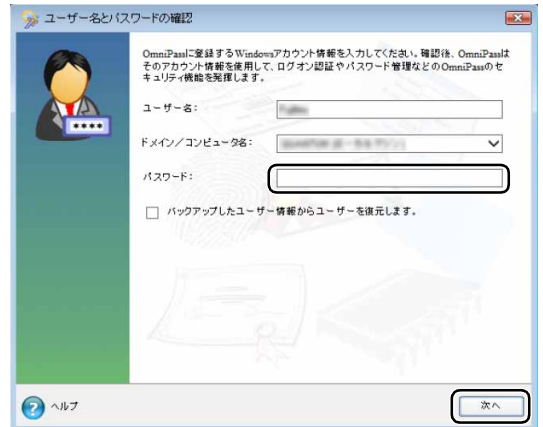 ユーザー名とパスワードの確認
OmniPassに登録するWindowsアカウント情報を入力してください。確認後、OmniPassは
そのアカウント情報を使用して、ログオン認証やパスワード管理などのOmniPassのセ
キュリティ機能を発揮します。
ユーザー名:
ドメイン/コンピュータ名:
パスワード:
バックアップしたユーザー情報からユーザーを復元します。
ヘルプ
次へ